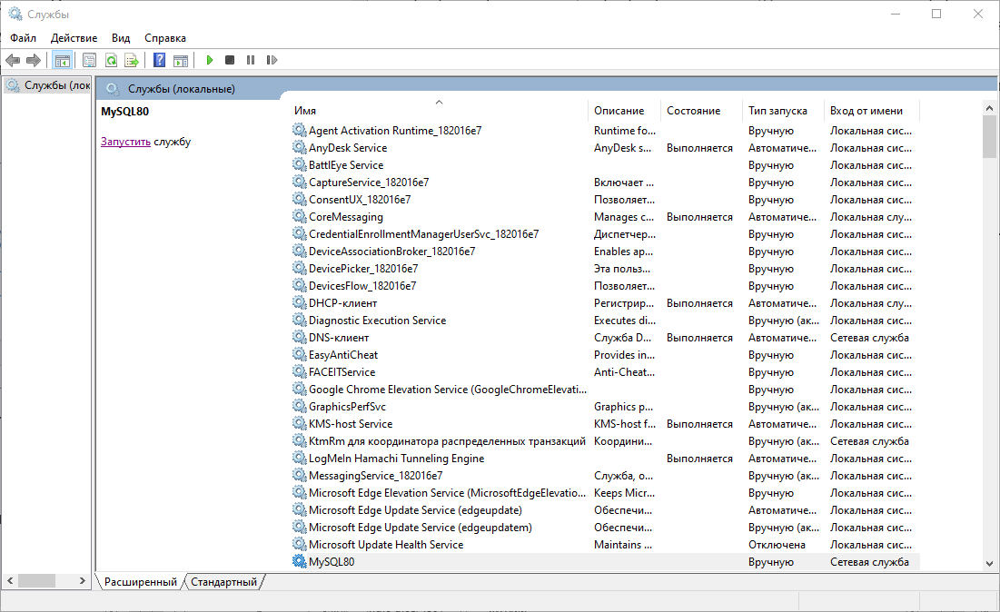 Службы
Файл Действие Вид Справка
Службы (лок
Службы (локальные)
MySQL80
Запустить службу
Имя Описание Состояние Тип запуска Вход от имени
Agent Activation Runtime_182016e7 Runtime fo... Вручную Локальная сис...
AnyDesk Service AnyDesk s... Выполняется Автоматиче... Локальная сис...
BattlEye Service Вручную Локальная сис...
CaptureService_182016e7 Включает ... Вручную Локальная сис...
ConsentUX_182016e7 Позволяет... Вручную Локальная сис...
CoreMessaging Manages c... Выполняется Автоматиче... Локальная слу...
CredentialEnrollmentManagerUserSvc_182016e7 Диспетчер... Вручную Локальная сис...
DeviceAssociationBroker_182016e7 Enables ap... Вручную Локальная сис...
DevicePicker_182016e7 Эта польз... Вручную Локальная сис...
DevicesFlow_182016e7 Позволяет... Вручную Локальная сис...
DHCP-клиент Регистрир... Выполняется Автоматиче... Локальная слу...
Diagnostic Execution Service Executes di... Вручную (ак... Локальная сис...
DNS-клиент Служба D... Выполняется Автоматиче... Сетевая служба
EasyAntiCheat Provides in... Вручную Локальная сис...
FACEITService Anti-Cheat... Вручную Локальная сис...
Google Chrome Elevation Service (GoogleChromeElevati... Вручную Локальная сис...
GraphicsPerfSvc Graphics p... Вручную (ак... Локальная сис...
KMS-host Service KMS-host f... Выполняется Автоматиче... Локальная сис...
KtmRm для координатора распределенных транзакций Координи... Вручную (ак... Сетевая служба
LogMeIn Hamachi Tunneling Engine Выполняется Автоматиче... Локальная сис...
MessagingService_182016e7 Служба, о... Вручную (ак... Локальная сис...
Microsoft Edge Elevation Service (MicrosoftEdgeElevatio... Keeps Micr... Вручную Локальная сис...
Microsoft Edge Update Service (edgeupdate) Обеспечи... Автоматиче... Локальная сис...
Microsoft Edge Update Service (edgeupdatem) Обеспечи... Вручную (ак... Локальная сис...
Microsoft Update Health Service Maintains ... Отключена Локальная сис...
MySQL80 Вручную Сетевая служба
Расширенный Стандартный